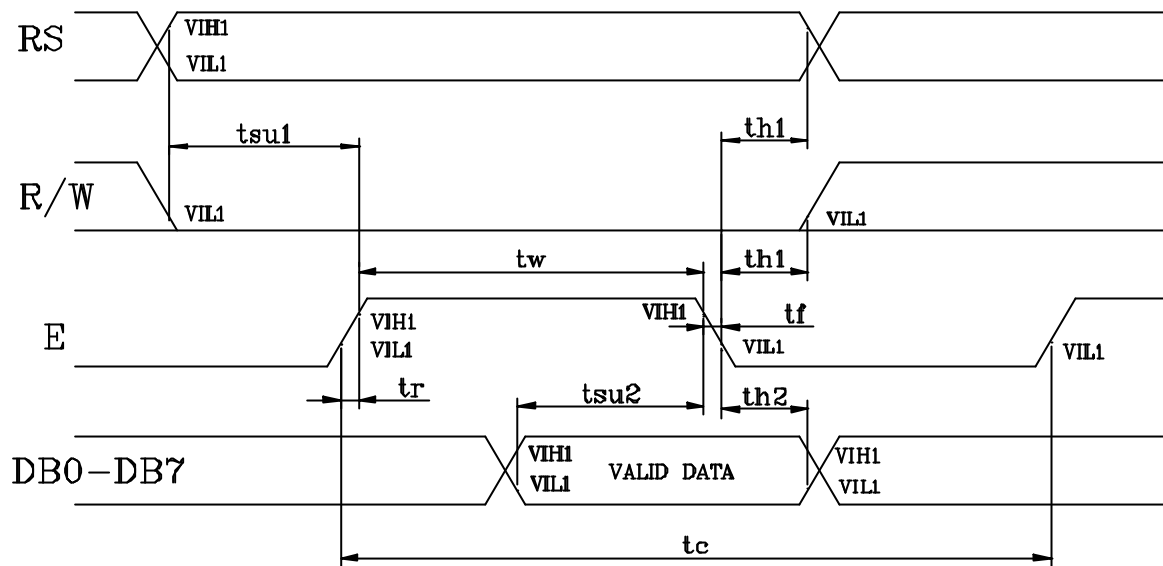 RS
VIH1
VIL1
tsu1
th1
R/W
VIL1
VIL1
tw
th1
E
VIH1
VIL1
VIH1
tf
VIL1
VIL1
tr
tsu2
th2
DB0-DB7
VIH1
VIL1
VALID DATA
VIH1
VIL1
tc